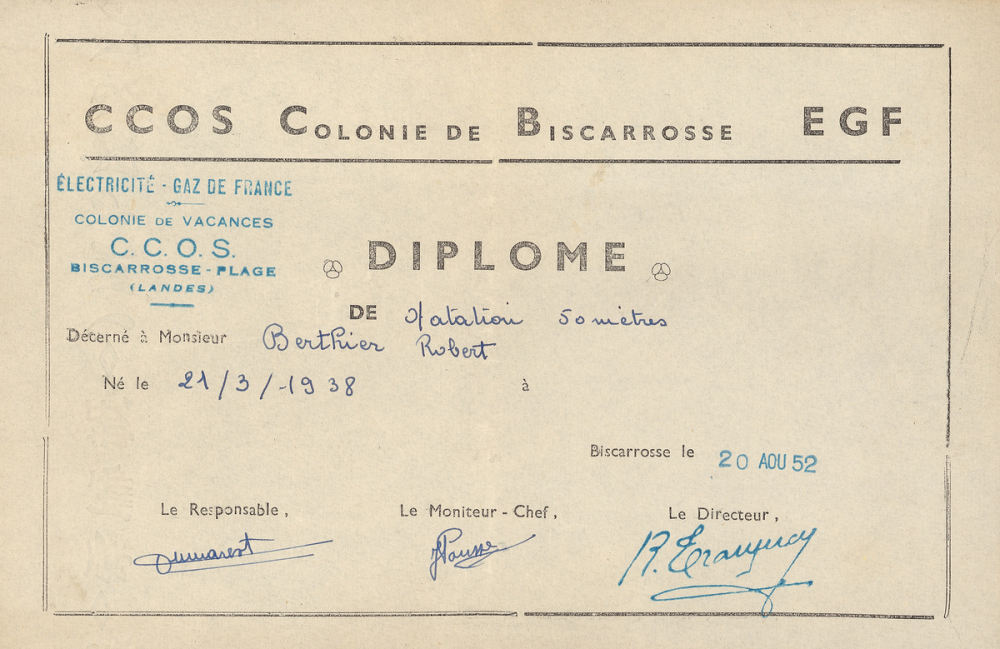 CCOS COLONIE DE BISCARROSSE EGF
ÉLECTRICITÉ - GAZ DE FRANCE
COLONIE DE VACANCES
C. C. O. S.
BISCARROSSE - PLAGE
(LANDES)
DIPLOME
DE Natation 50 mètres
Décerné à Monsieur Berthier Robert
Né le 21/3/-1938 à
Biscarrosse le 20 AOU 52
Le Responsable, Le Moniteur - Chef, Le Directeur,